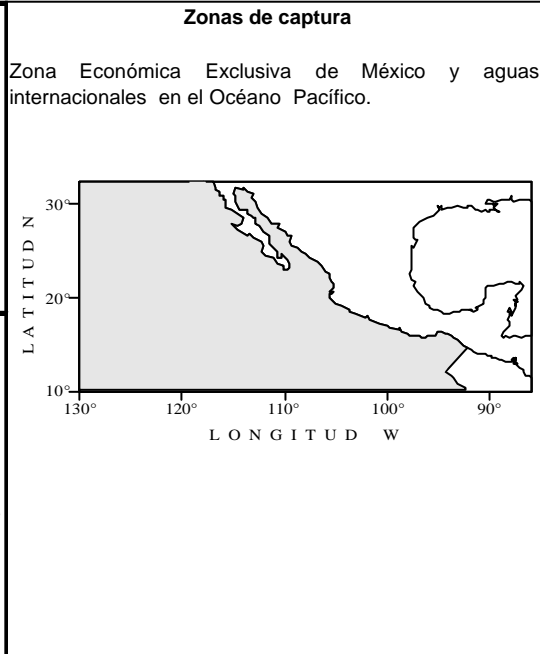 Zonas de captura
Zona Económica Exclusiva de México y aguas
internacionales en el Océano Pacífico.
30°
20°
10°
LATITUD N
130° 120° 110° 100° 90°
LONGITUD W